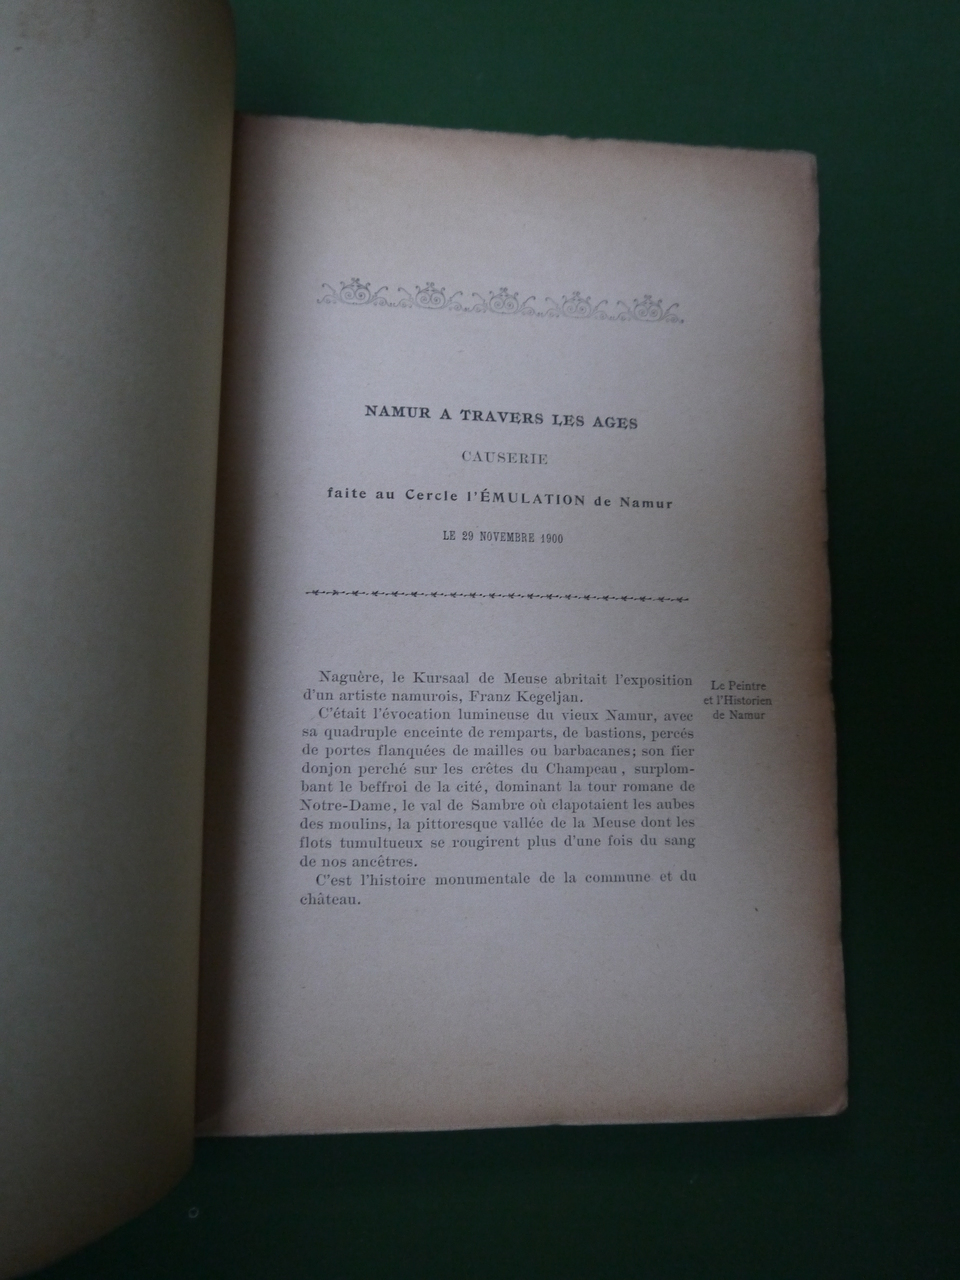 NAMUR A TRAVERS LES AGES
CAUSERIE
faite au Cercle l'ÉMULATION de Namur
LE 29 NOVEMBRE 1900
Naguère, le Kursaal de Meuse abritait l'exposition
d'un artiste namurois, Franz Kegeljan.
C'était l'évocation lumineuse du vieux Namur, avec
sa quadruple enceinte de remparts, de bastions, percés
de portes flanquées de mailles ou barbacanes; son fier
donjon perché sur les crêtes du Champeau, surplom-
bant le beffroi de la cité, dominant la tour romane de
Notre-Dame, le val de Sambre où clapotaient les aubes
des moulins, la pittoresque vallée de la Meuse dont les
flots tumultueux se rougirent plus d'une fois du sang
de nos ancêtres.
C'est l'histoire monumentale de la commune et du
château.
Le Peintre
et l'Historien
de Namur